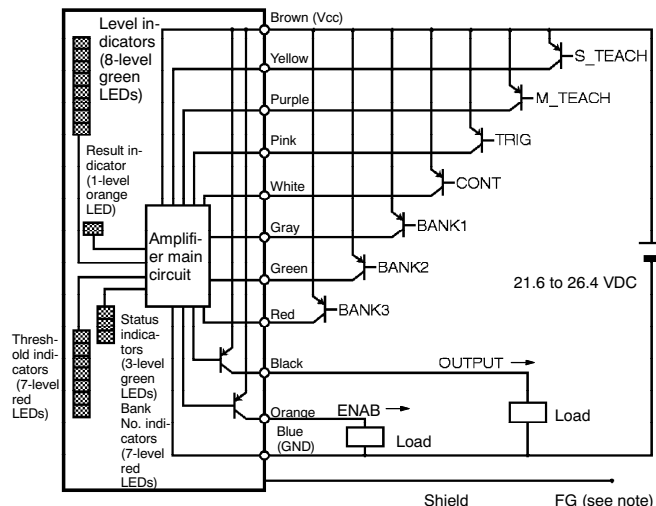 Level in-
dicators
(8-level
green
LEDs)
Result in-
dicator
(1-level
orange
LED)
Amplifi-
er main
circuit
Thresh-
old indi-
cators
(7-level
red
LEDs)
Status
indica-
tors
(3-level
green
LEDs)
Bank
No. indi-
cators
(7-level
red
LEDs)
Brown (Vcc)
Yellow
S_TEACH
Purple
M_TEACH
Pink
TRIG
White
CONT
Gray
BANK1
Green
BANK2
Red
BANK3
21.6 to 26.4 VDC
Black
OUTPUT
Load
Orange
ENAB
Load
Blue
(GND)
Shield
FG (see note)